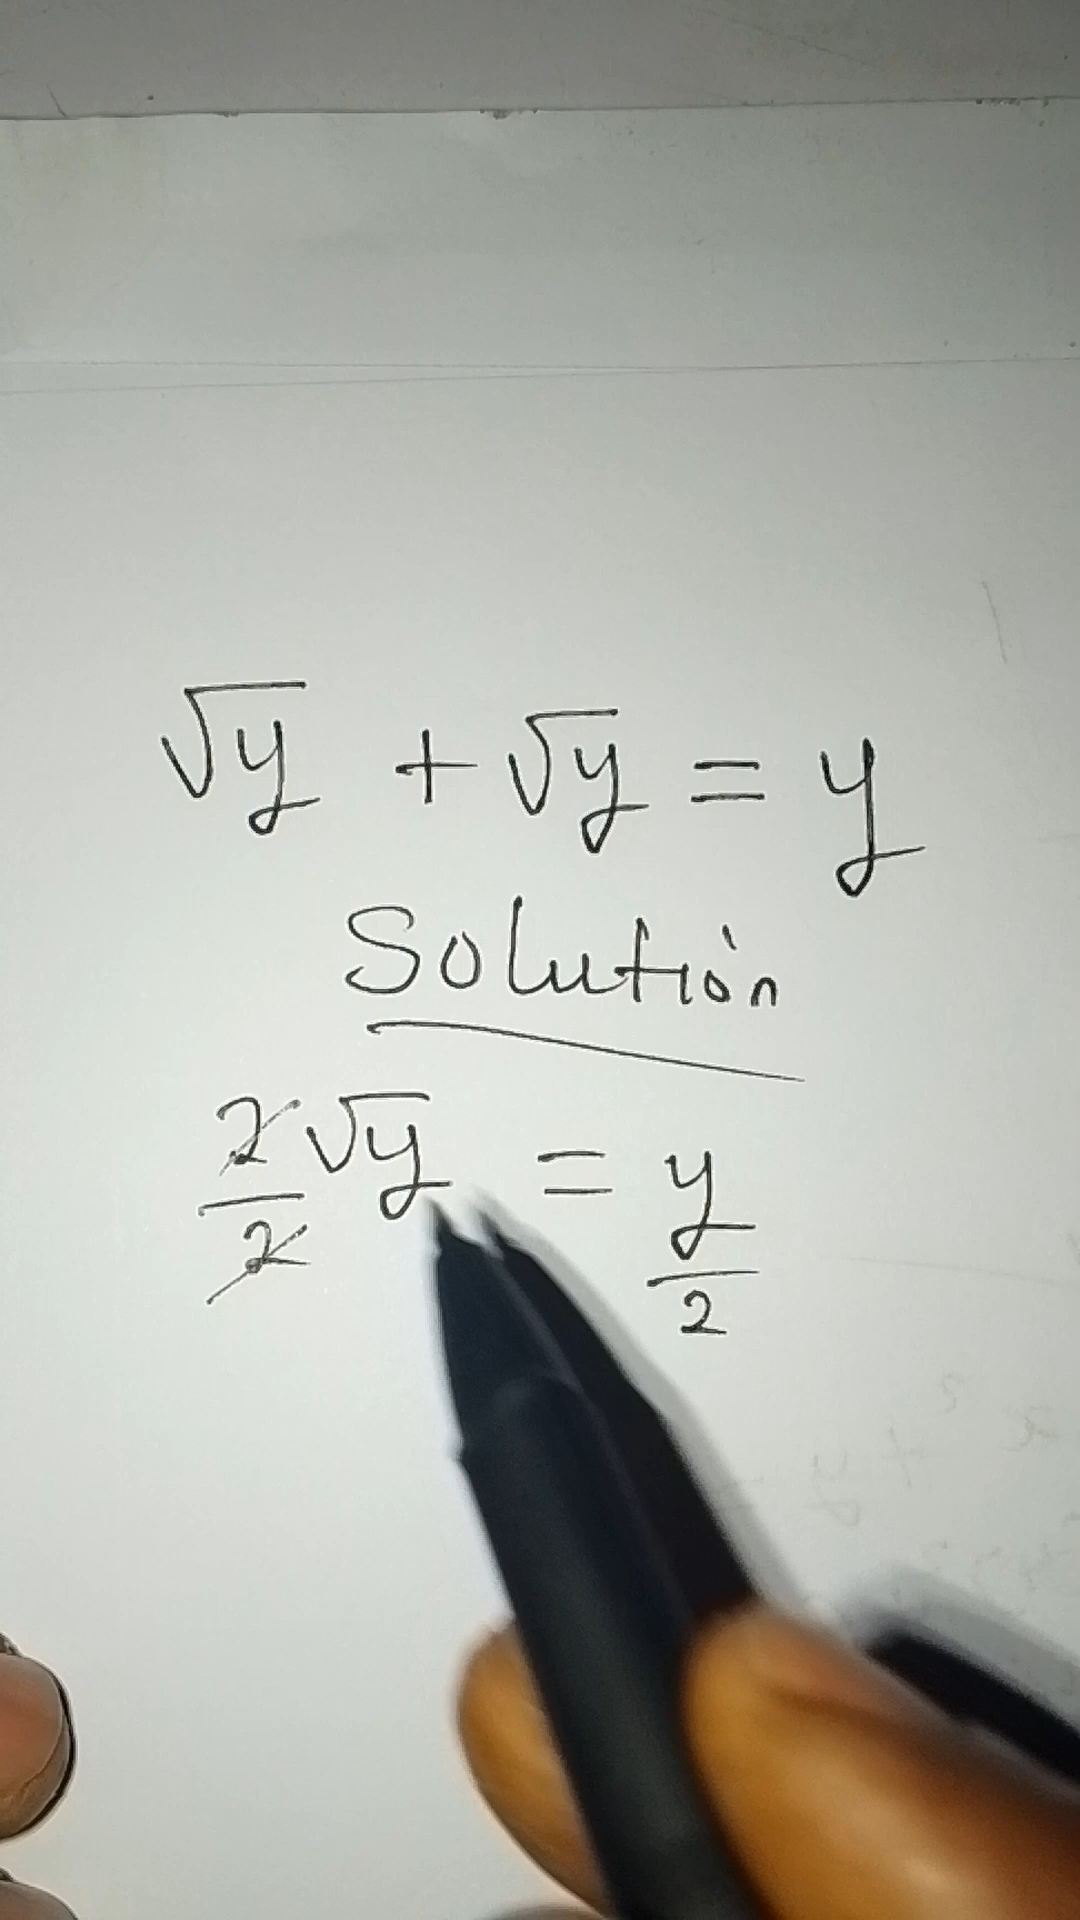 √y + √y = y
Solution
2√y/2 = y/2